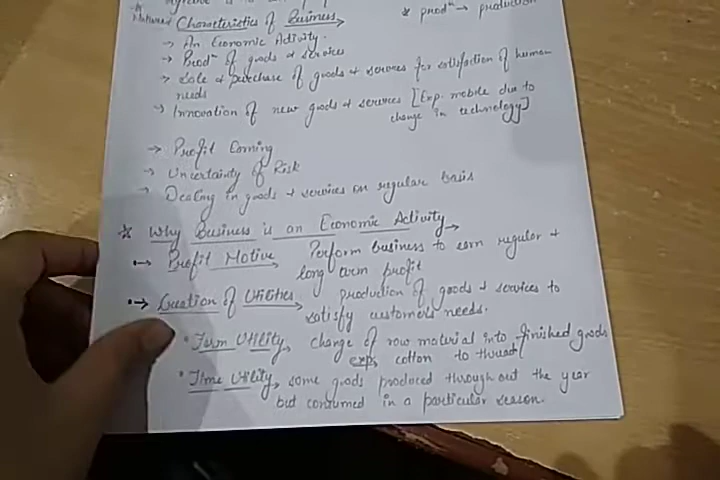 * prodⁿ → production
Natures/ Characteristics of Business →
→ An Economic Activity.
→ Prodⁿ of goods & services
→ Sale & purchase of goods & services for satisfaction of human
needs
→ Innovation of new goods & services [Exp. mobile due to
change in technology]
→ Profit Earning
→ Uncertainty of Risk
→ Dealing in goods & services on regular basis
* Why Business is an Economic Activity →
•→ Profit Motive → Perform business to earn regular &
long term profit
•→ Creation of Utilities → production of goods & services to
satisfy customers needs.
• Form Utility → change of raw material into finished goods
exp. cotton to thread
• Time Utility → some goods produced through out the year
but consumed in a particular season.